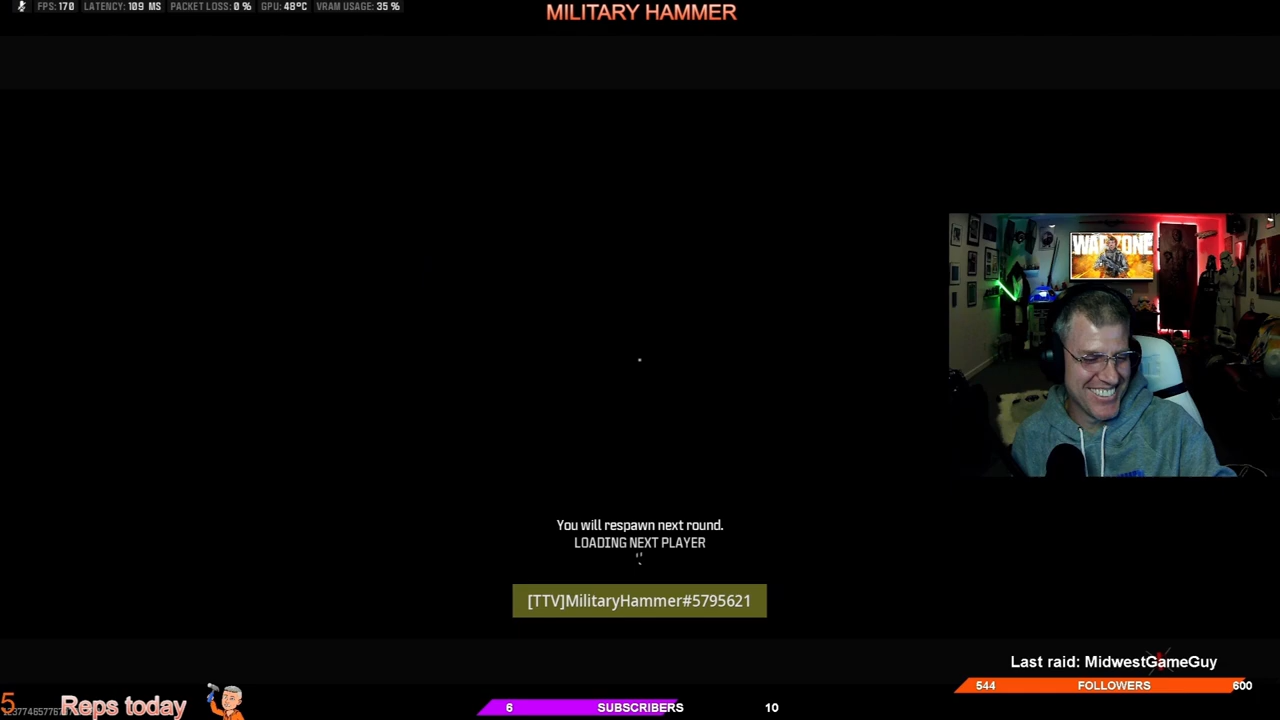 FPS: 170 LATENCY: 109 MS PACKET LOSS: 0 % GPU: 48°C VRAM USAGE: 35 %
MILITARY HAMMER
WARZONE
You will respawn next round.
LOADING NEXT PLAYER
[TTV]MilitaryHammer#5795621
Last raid: MidwestGameGuy
544 FOLLOWERS 600
5 Reps today
6 SUBSCRIBERS 10